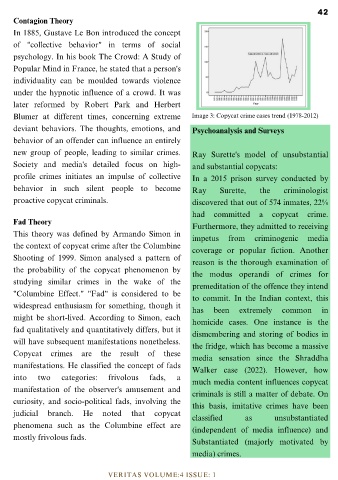 42
Contagion Theory
In 1885, Gustave Le Bon introduced the concept
of "collective behavior" in terms of social
psychology. In his book The Crowd: A Study of
Popular Mind in France, he stated that a person's
individuality can be moulded towards violence
under the hypnotic influence of a crowd. It was
later reformed by Robert Park and Herbert
Blumer at different times, concerning extreme
deviant behaviors. The thoughts, emotions, and
behavior of an offender can influence an entirely
new group of people, leading to similar crimes.
Society and media's detailed focus on high-
profile crimes initiates an impulse of collective
behavior in such silent people to become
proactive copycat criminals.
Fad Theory
This theory was defined by Armando Simon in
the context of copycat crime after the Columbine
Shooting of 1999. Simon analysed a pattern of
the probability of the copycat phenomenon by
studying similar crimes in the wake of the
"Columbine Effect." "Fad" is considered to be
widespread enthusiasm for something, though it
might be short-lived. According to Simon, each
fad qualitatively and quantitatively differs, but it
will have subsequent manifestations nonetheless.
Copycat crimes are the result of these
manifestations. He classified the concept of fads
into two categories: frivolous fads, a
manifestation of the observer's amusement and
curiosity, and socio-political fads, involving the
judicial branch. He noted that copycat
phenomena such as the Columbine effect are
mostly frivolous fads.
Image 3: Copycat crime cases trend (1978-2012)
Psychoanalysis and Surveys
Ray Surette's model of unsubstantial
and substantial copycats:
In a 2015 prison survey conducted by
Ray Surette, the criminologist
discovered that out of 574 inmates, 22%
had committed a copycat crime.
Furthermore, they admitted to receiving
impetus from criminogenic media
coverage or popular fiction. Another
reason is the thorough examination of
the modus operandi of crimes for
premeditation of the offence they intend
to commit. In the Indian context, this
has been extremely common in
homicide cases. One instance is the
dismembering and storing of bodies in
the fridge, which has become a massive
media sensation since the Shraddha
Walker case (2022). However, how
much media content influences copycat
criminals is still a matter of debate. On
this basis, imitative crimes have been
classified as unsubstantiated
(independent of media influence) and
Substantiated (majorly motivated by
media) crimes.
VERITAS VOLUME:4 ISSUE: 1